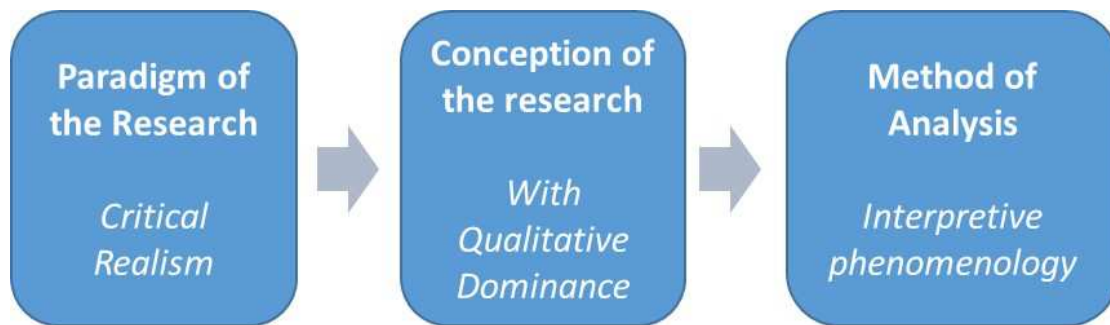 Paradigm of
the Research
Critical
Realism
Conception of
the research
With
Qualitative
Dominance
Method of
Analysis
Interpretive
phenomenology